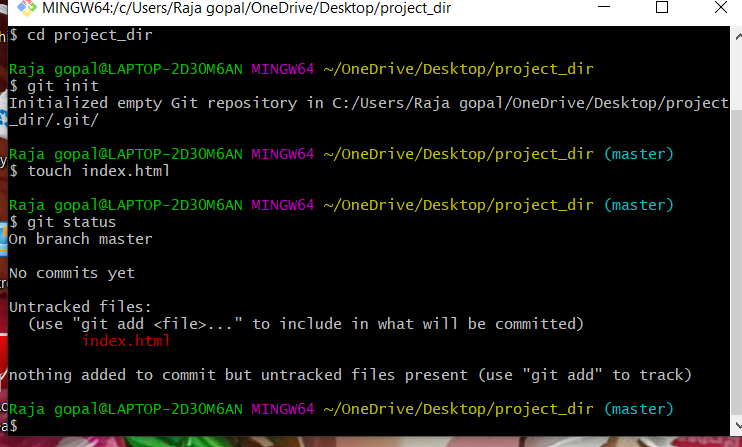 MINGW64:/c/Users/Raja gopal/OneDrive/Desktop/project_dir
$ cd project_dir
Raja gopal@LAPTOP-2D3OM6AN MINGW64 ~/OneDrive/Desktop/project_dir
$ git init
Initialized empty Git repository in C:/Users/Raja gopal/OneDrive/Desktop/project
_dir/.git/
Raja gopal@LAPTOP-2D3OM6AN MINGW64 ~/OneDrive/Desktop/project_dir (master)
$ touch index.html
Raja gopal@LAPTOP-2D3OM6AN MINGW64 ~/OneDrive/Desktop/project_dir (master)
$ git status
On branch master
No commits yet
Untracked files:
(use "git add <file>..." to include in what will be committed)
index.html
nothing added to commit but untracked files present (use "git add" to track)
Raja gopal@LAPTOP-2D3OM6AN MINGW64 ~/OneDrive/Desktop/project_dir (master)
$